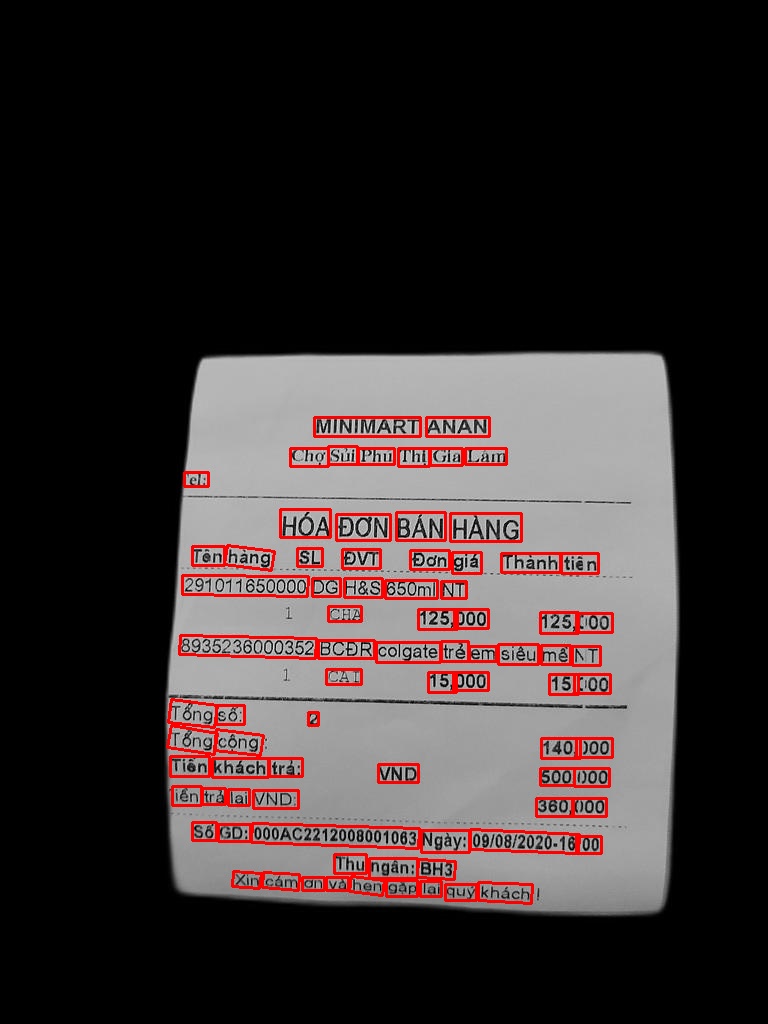 MINIMART ANAN
Chợ Sủi Phú Thị Gia Lâm
Tel:
HÓA ĐƠN BÁN HÀNG
Tên hàng SL ĐVT Đơn giá Thành tiền
291011650000 DG H&S 650ml NT
1 CHA 125,000 125,000
8935236000352 BCĐR colgate trẻ em siêu mề NT
1 CAI 15,000 15,000
Tổng số: 2
Tổng cộng : 140,000
Tiền khách trả: VND 500,000
Tiền trả lại VND: 360,000
Số GD: 000AC2212008001063 Ngày: 09/08/2020-16:00
Thu ngân: BH3
Xin cám ơn và hẹn gặp lại quý khách !